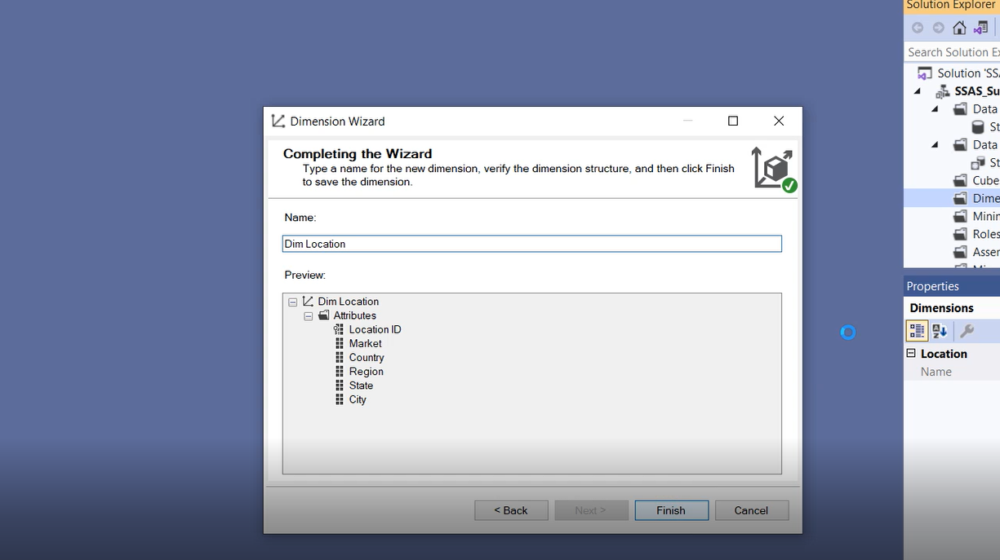 Solution Explorer
Search Solution Ex
Solution 'SSA
SSAS_Su
Data
St
Data
St
Cube
Dime
Minin
Roles
Assen
Properties
Dimensions
Location
Name
Dimension Wizard
Completing the Wizard
Type a name for the new dimension, verify the dimension structure, and then click Finish
to save the dimension.
Name:
Dim Location
Preview:
Dim Location
Attributes
Location ID
Market
Country
Region
State
City
< Back
Next >
Finish
Cancel